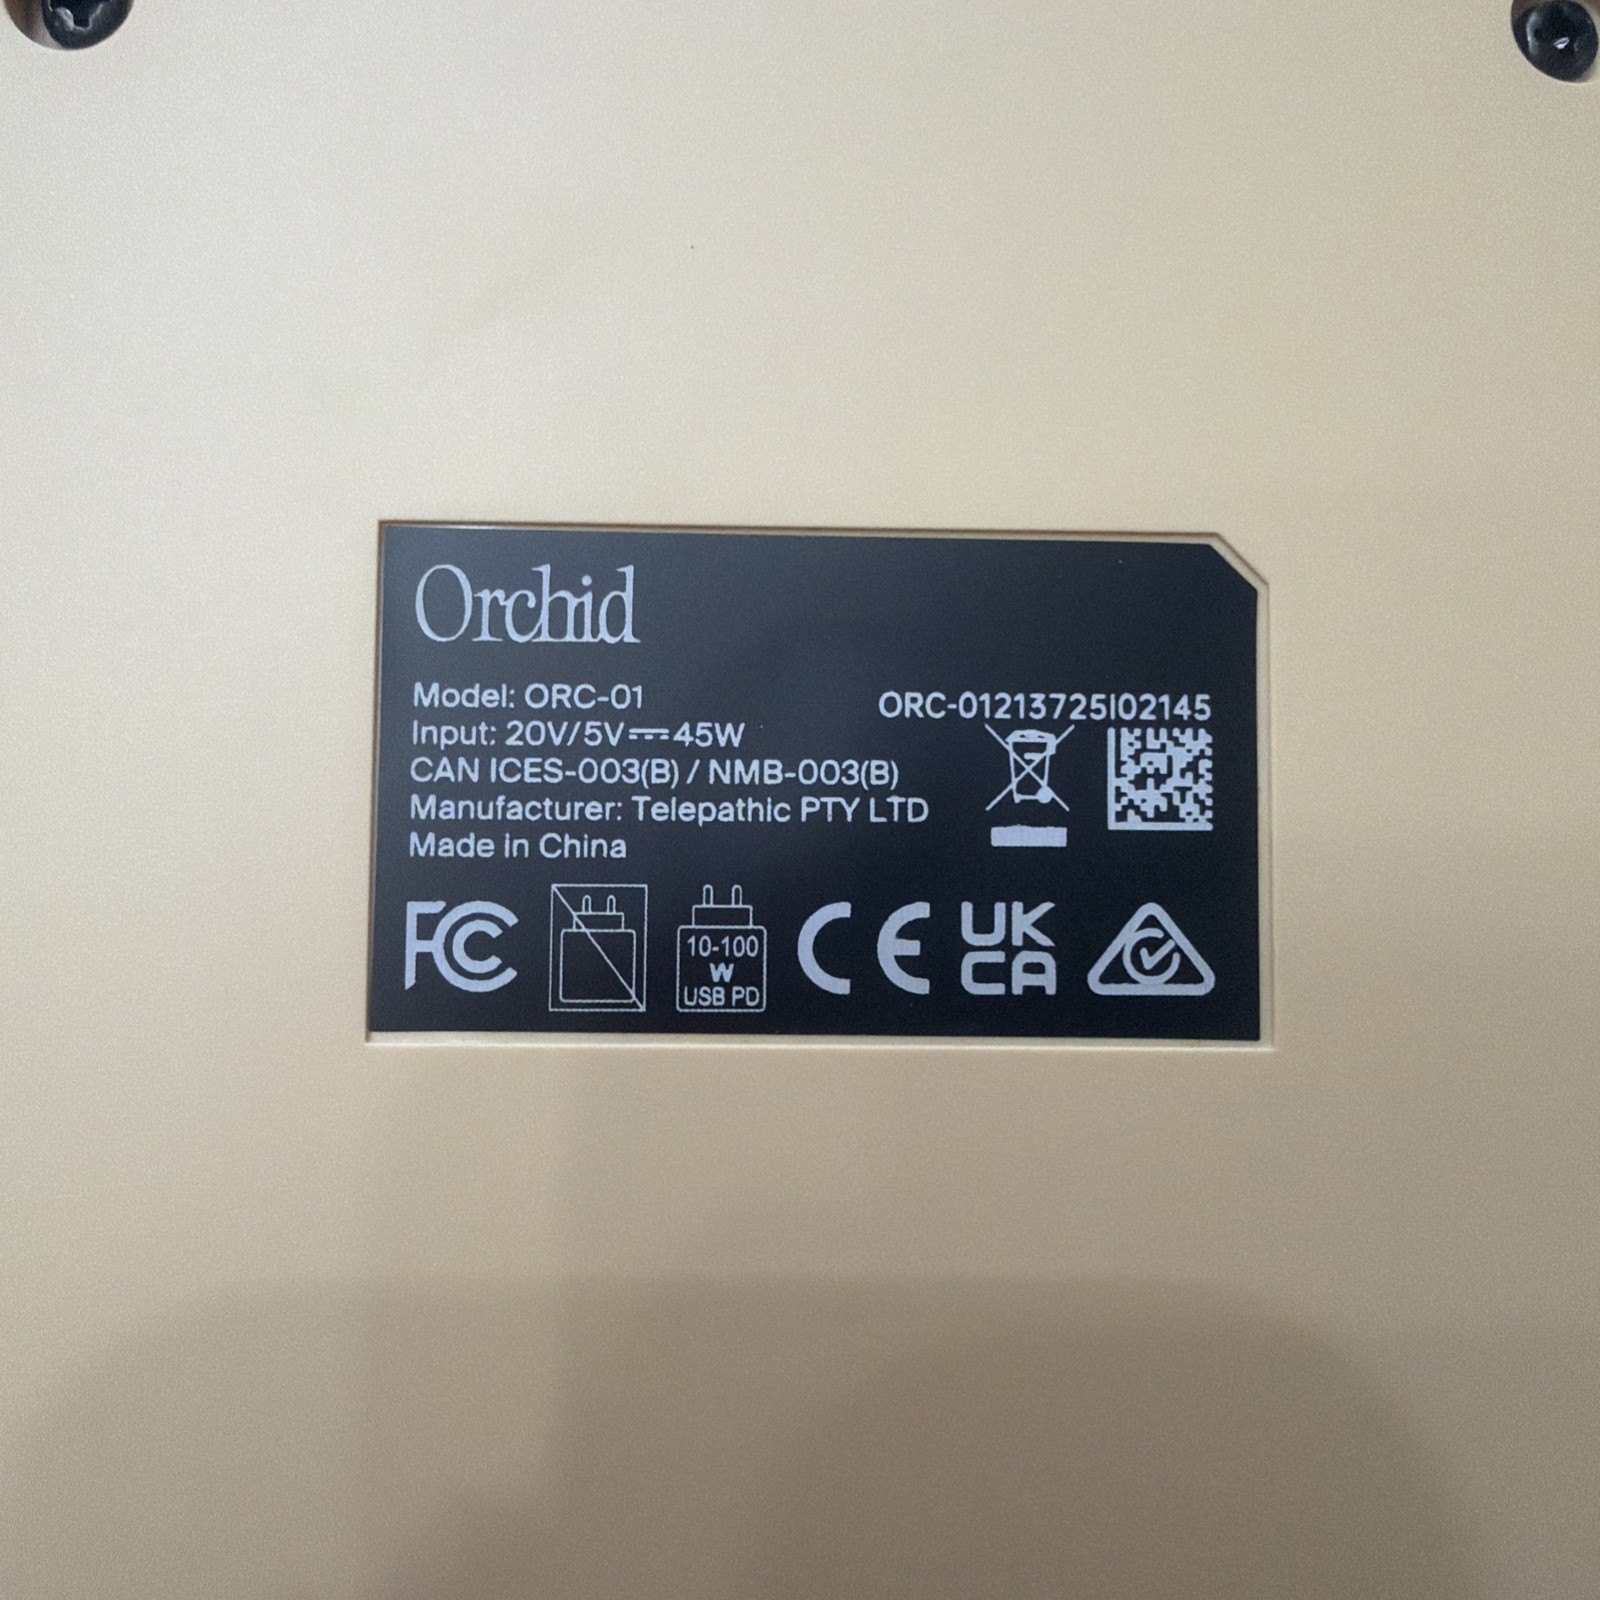 Orchid
Model: ORC-01
Input: 20V/5V⎓45W
CAN ICES-003(B) / NMB-003(B)
Manufacturer: Telepathic PTY LTD
Made in China
ORC-01213725I02145
FC
10-100
W
USB PD
CE
UK
CA